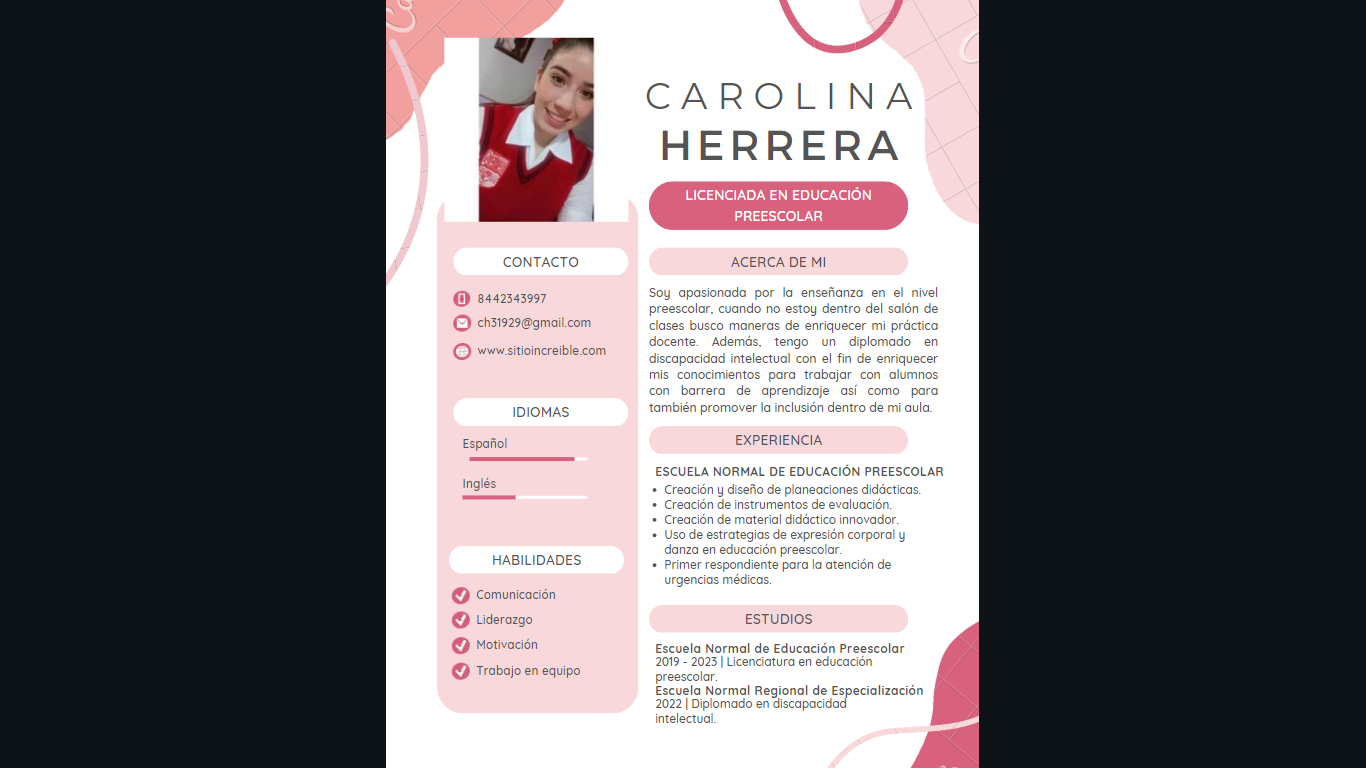 CAROLINA
HERRERA
LICENCIADA EN EDUCACIÓN
PREESCOLAR
CONTACTO
8442343997
ch31929@gmail.com
www.sitioincreible.com
IDIOMAS
Español
Inglés
HABILIDADES
Comunicación
Liderazgo
Motivación
Trabajo en equipo
ACERCA DE MI
Soy apasionada por la enseñanza en el nivel
preescolar, cuando no estoy dentro del salón de
clases busco maneras de enriquecer mi práctica
docente. Además, tengo un diplomado en
discapacidad intelectual con el fin de enriquecer
mis conocimientos para trabajar con alumnos
con barrera de aprendizaje así como para
también promover la inclusión dentro de mi aula.
EXPERIENCIA
ESCUELA NORMAL DE EDUCACIÓN PREESCOLAR
• Creación y diseño de planeaciones didácticas.
• Creación de instrumentos de evaluación.
• Creación de material didáctico innovador.
• Uso de estrategias de expresión corporal y
danza en educación preescolar.
• Primer respondiente para la atención de
urgencias médicas.
ESTUDIOS
Escuela Normal de Educación Preescolar
2019 - 2023 | Licenciatura en educación
preescolar.
Escuela Normal Regional de Especialización
2022 | Diplomado en discapacidad
intelectual.